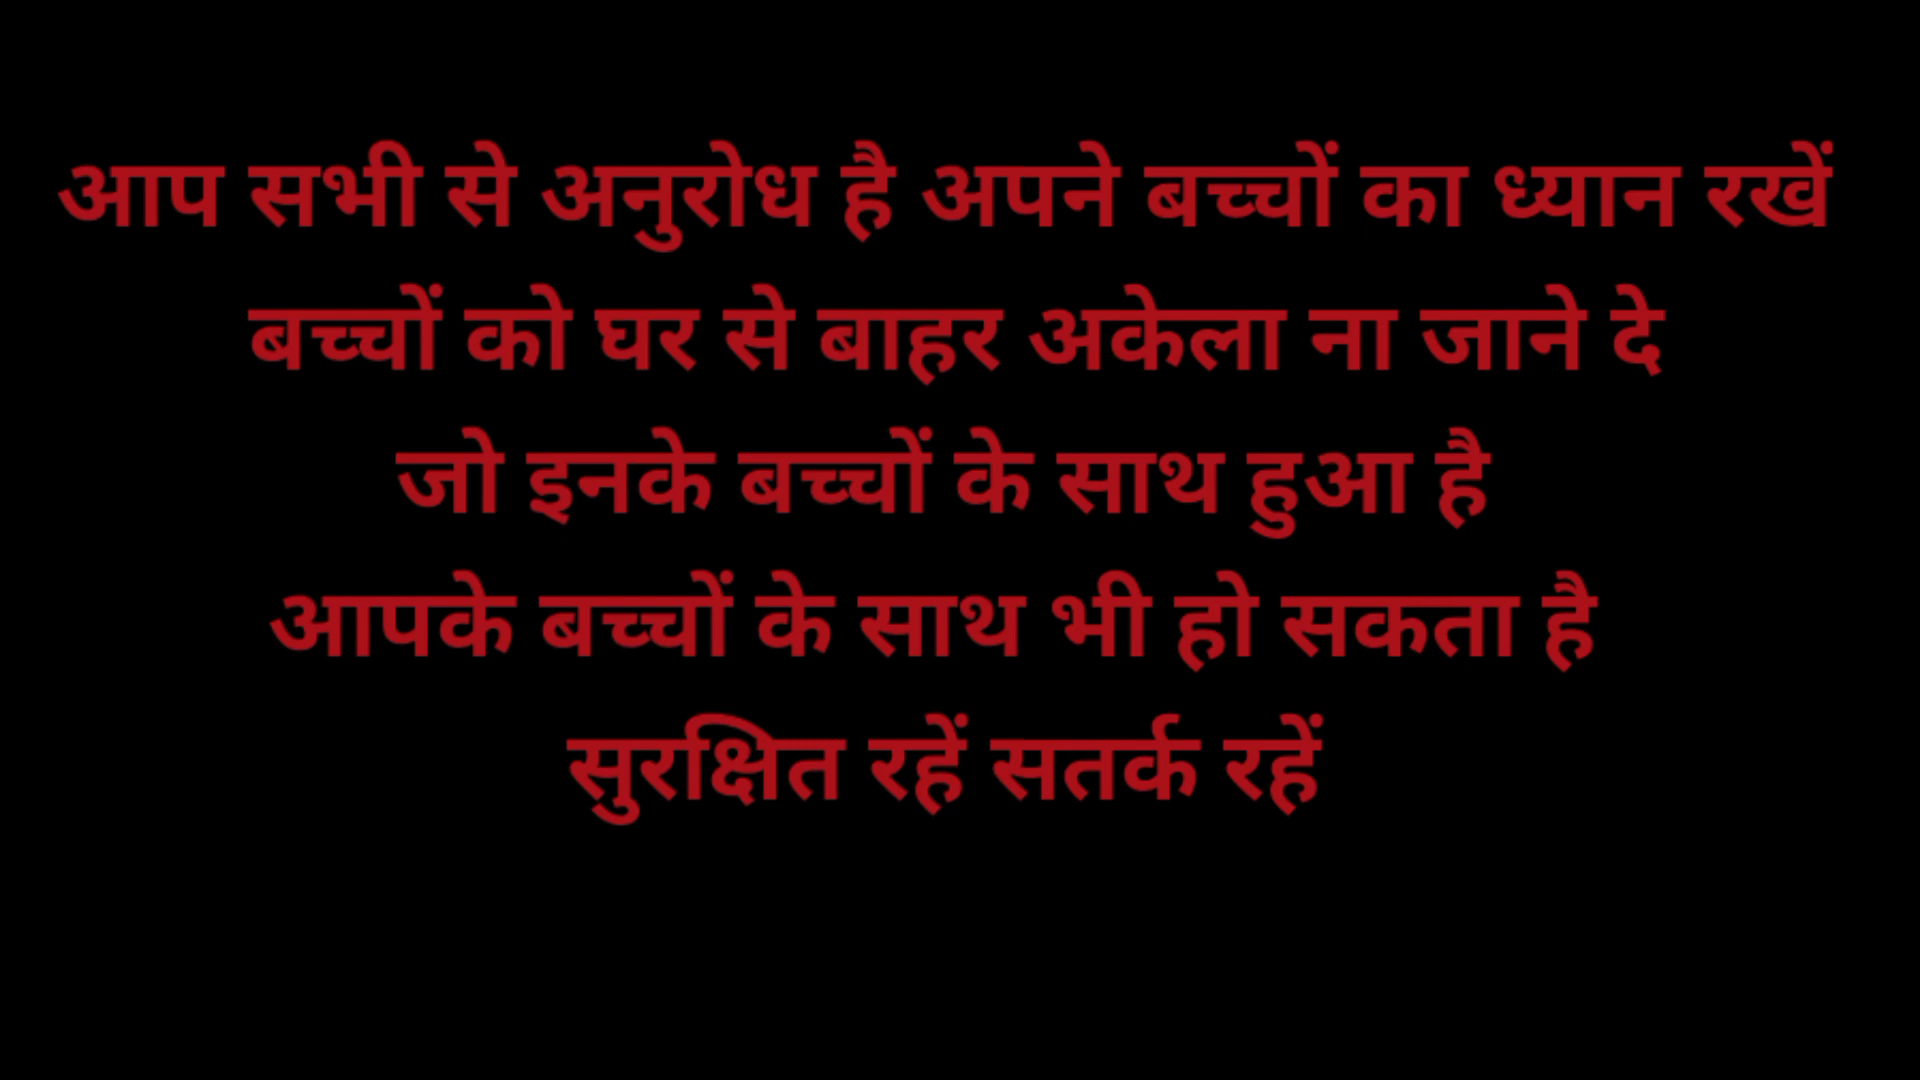 आप सभी से अनुरोध है अपने बच्चों का ध्यान रखें
बच्चों को घर से बाहर अकेला ना जाने दे
जो इनके बच्चों के साथ हुआ है
आपके बच्चों के साथ भी हो सकता है
सुरक्षित रहें सतर्क रहें